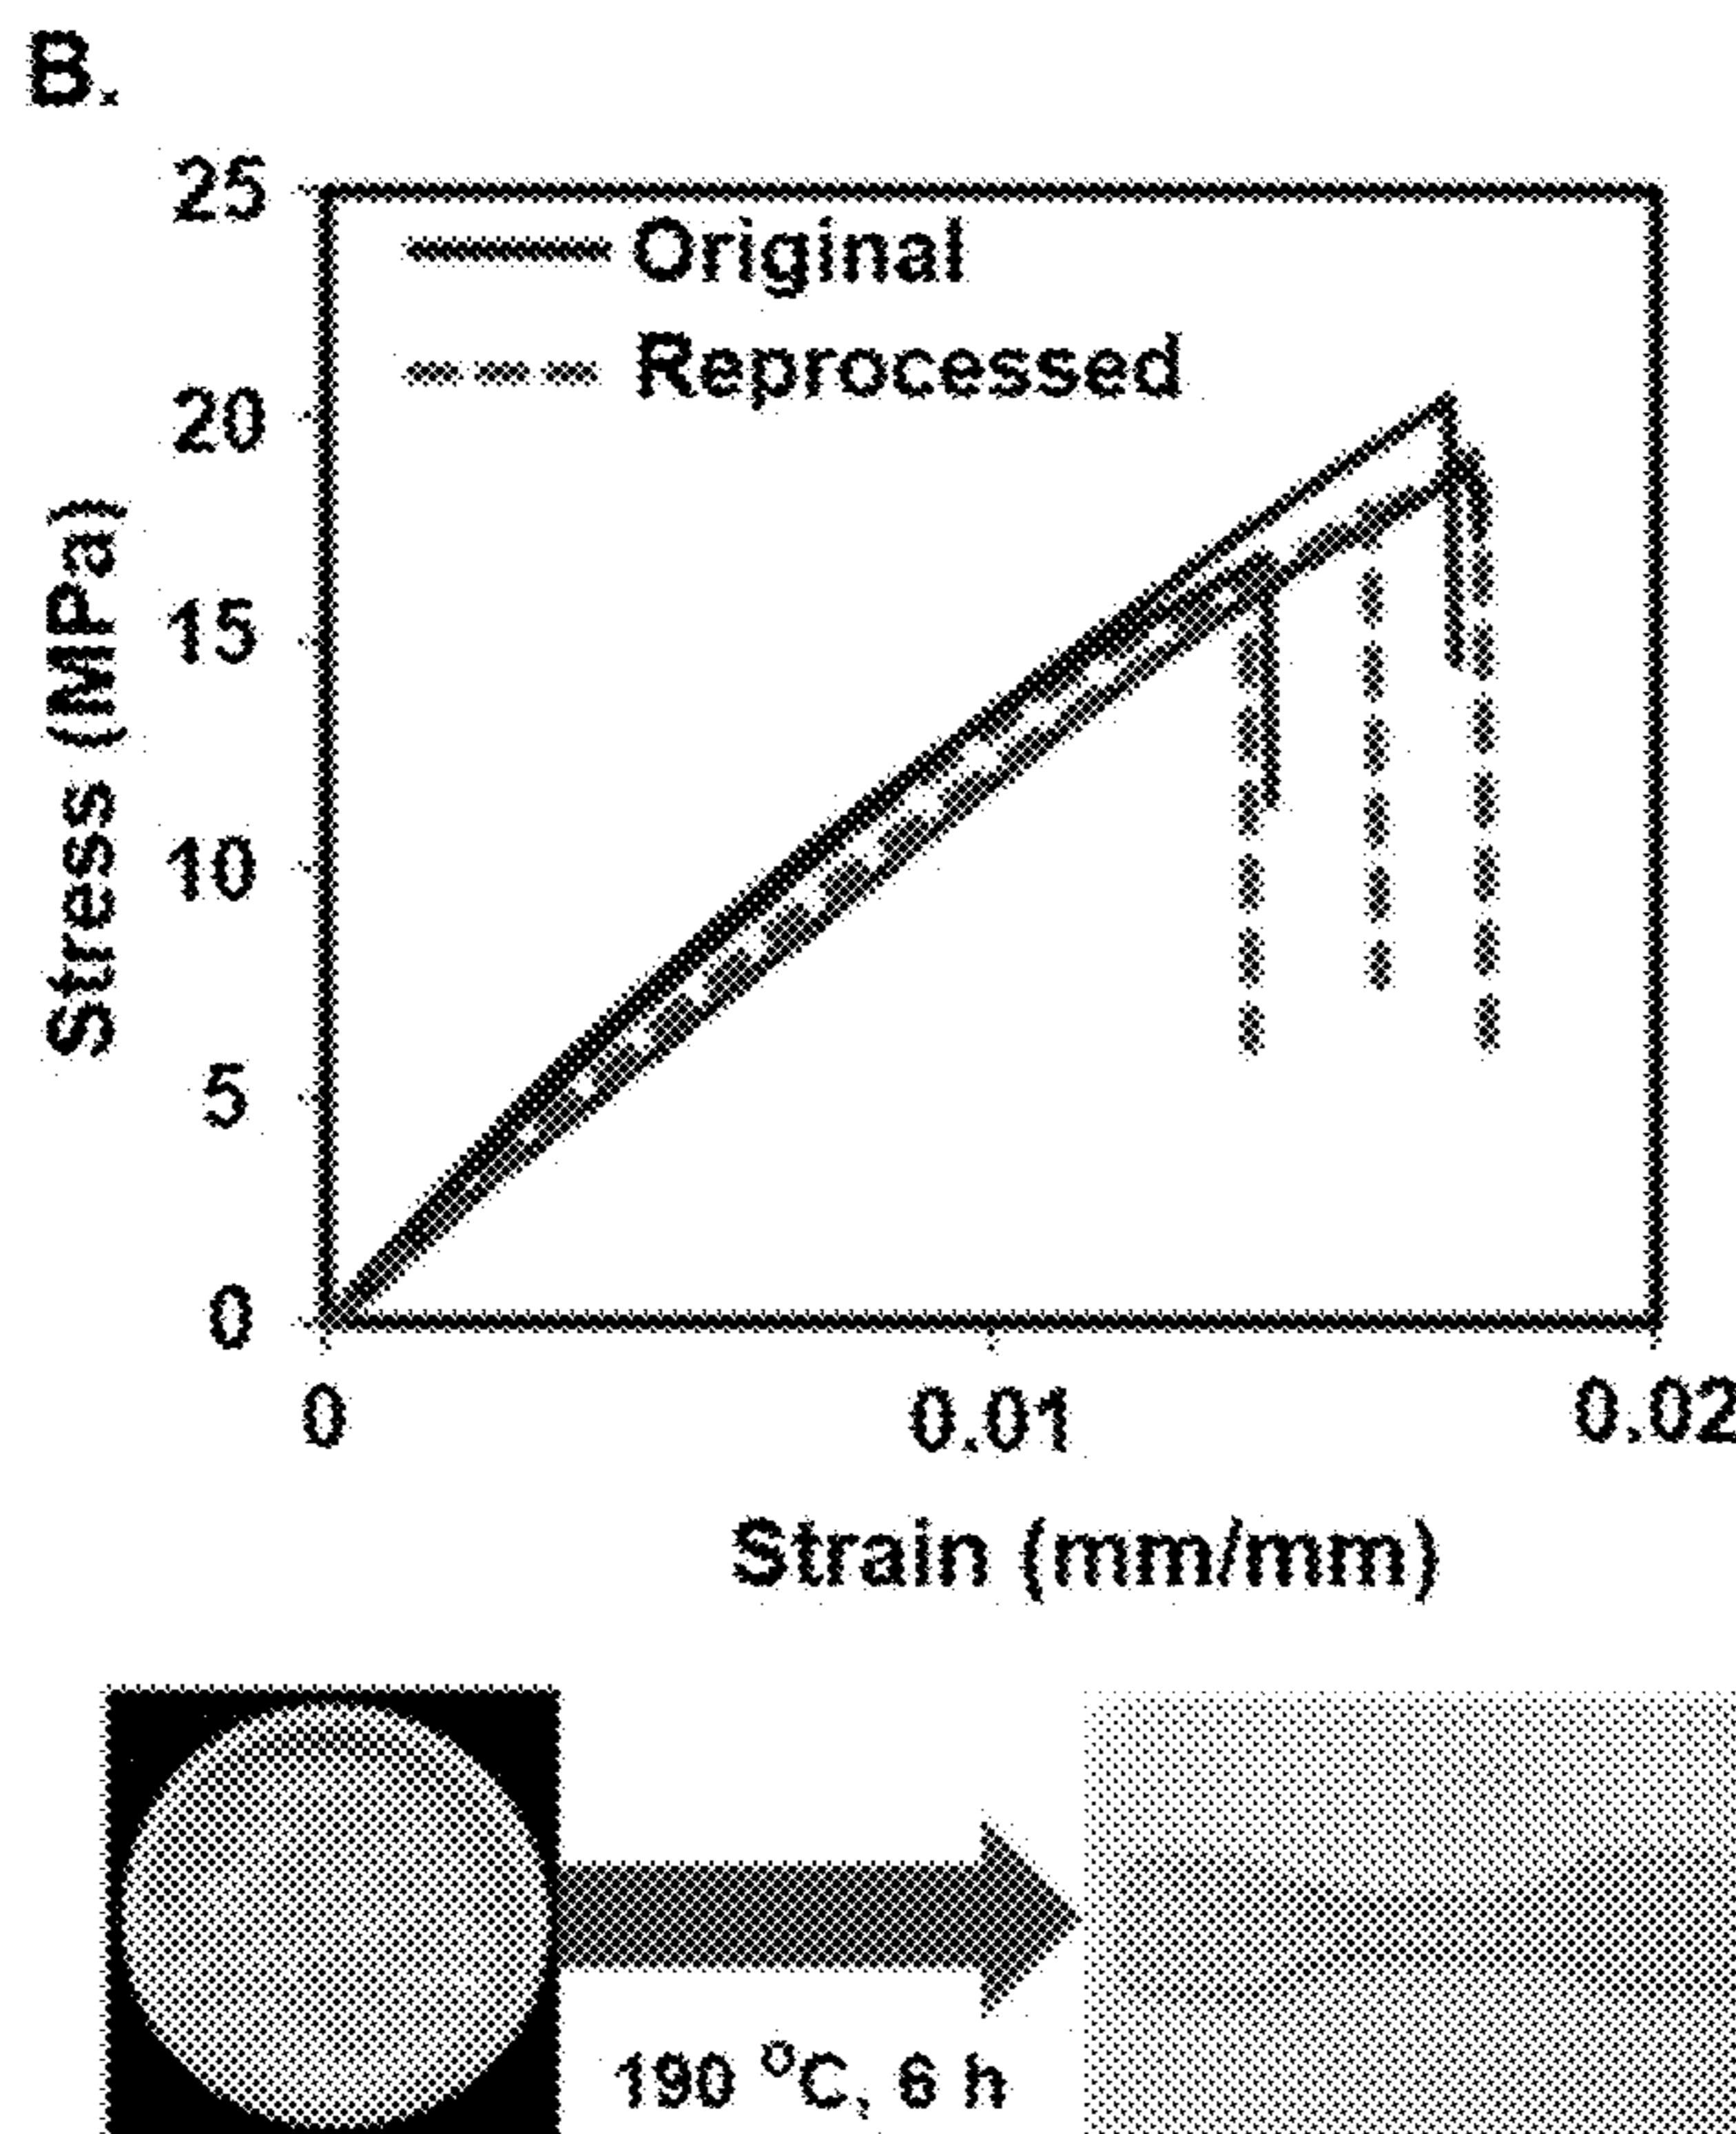 B.
25
Original
Reprocessed
20
15
10
5
0
Stress (MPa)
0 0.01 0.02
Strain (mm/mm)
190 °C, 6 h